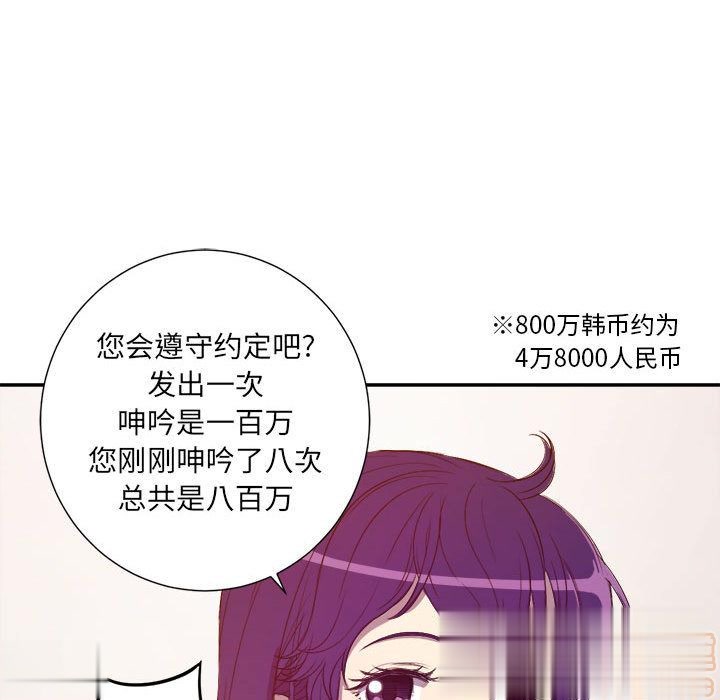 ※800万韩币约为
4万8000人民币
您会遵守约定吧?
发出一次
呻吟是一百万
您刚刚呻吟了八次
总共是八百万